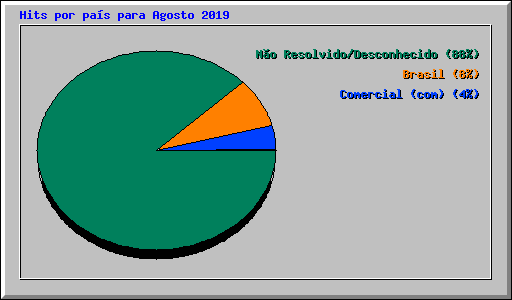 Hits por país para Agosto 2019
Não Resolvido/Desconhecido (88%)
Brasil (8%)
Comercial (com) (4%)